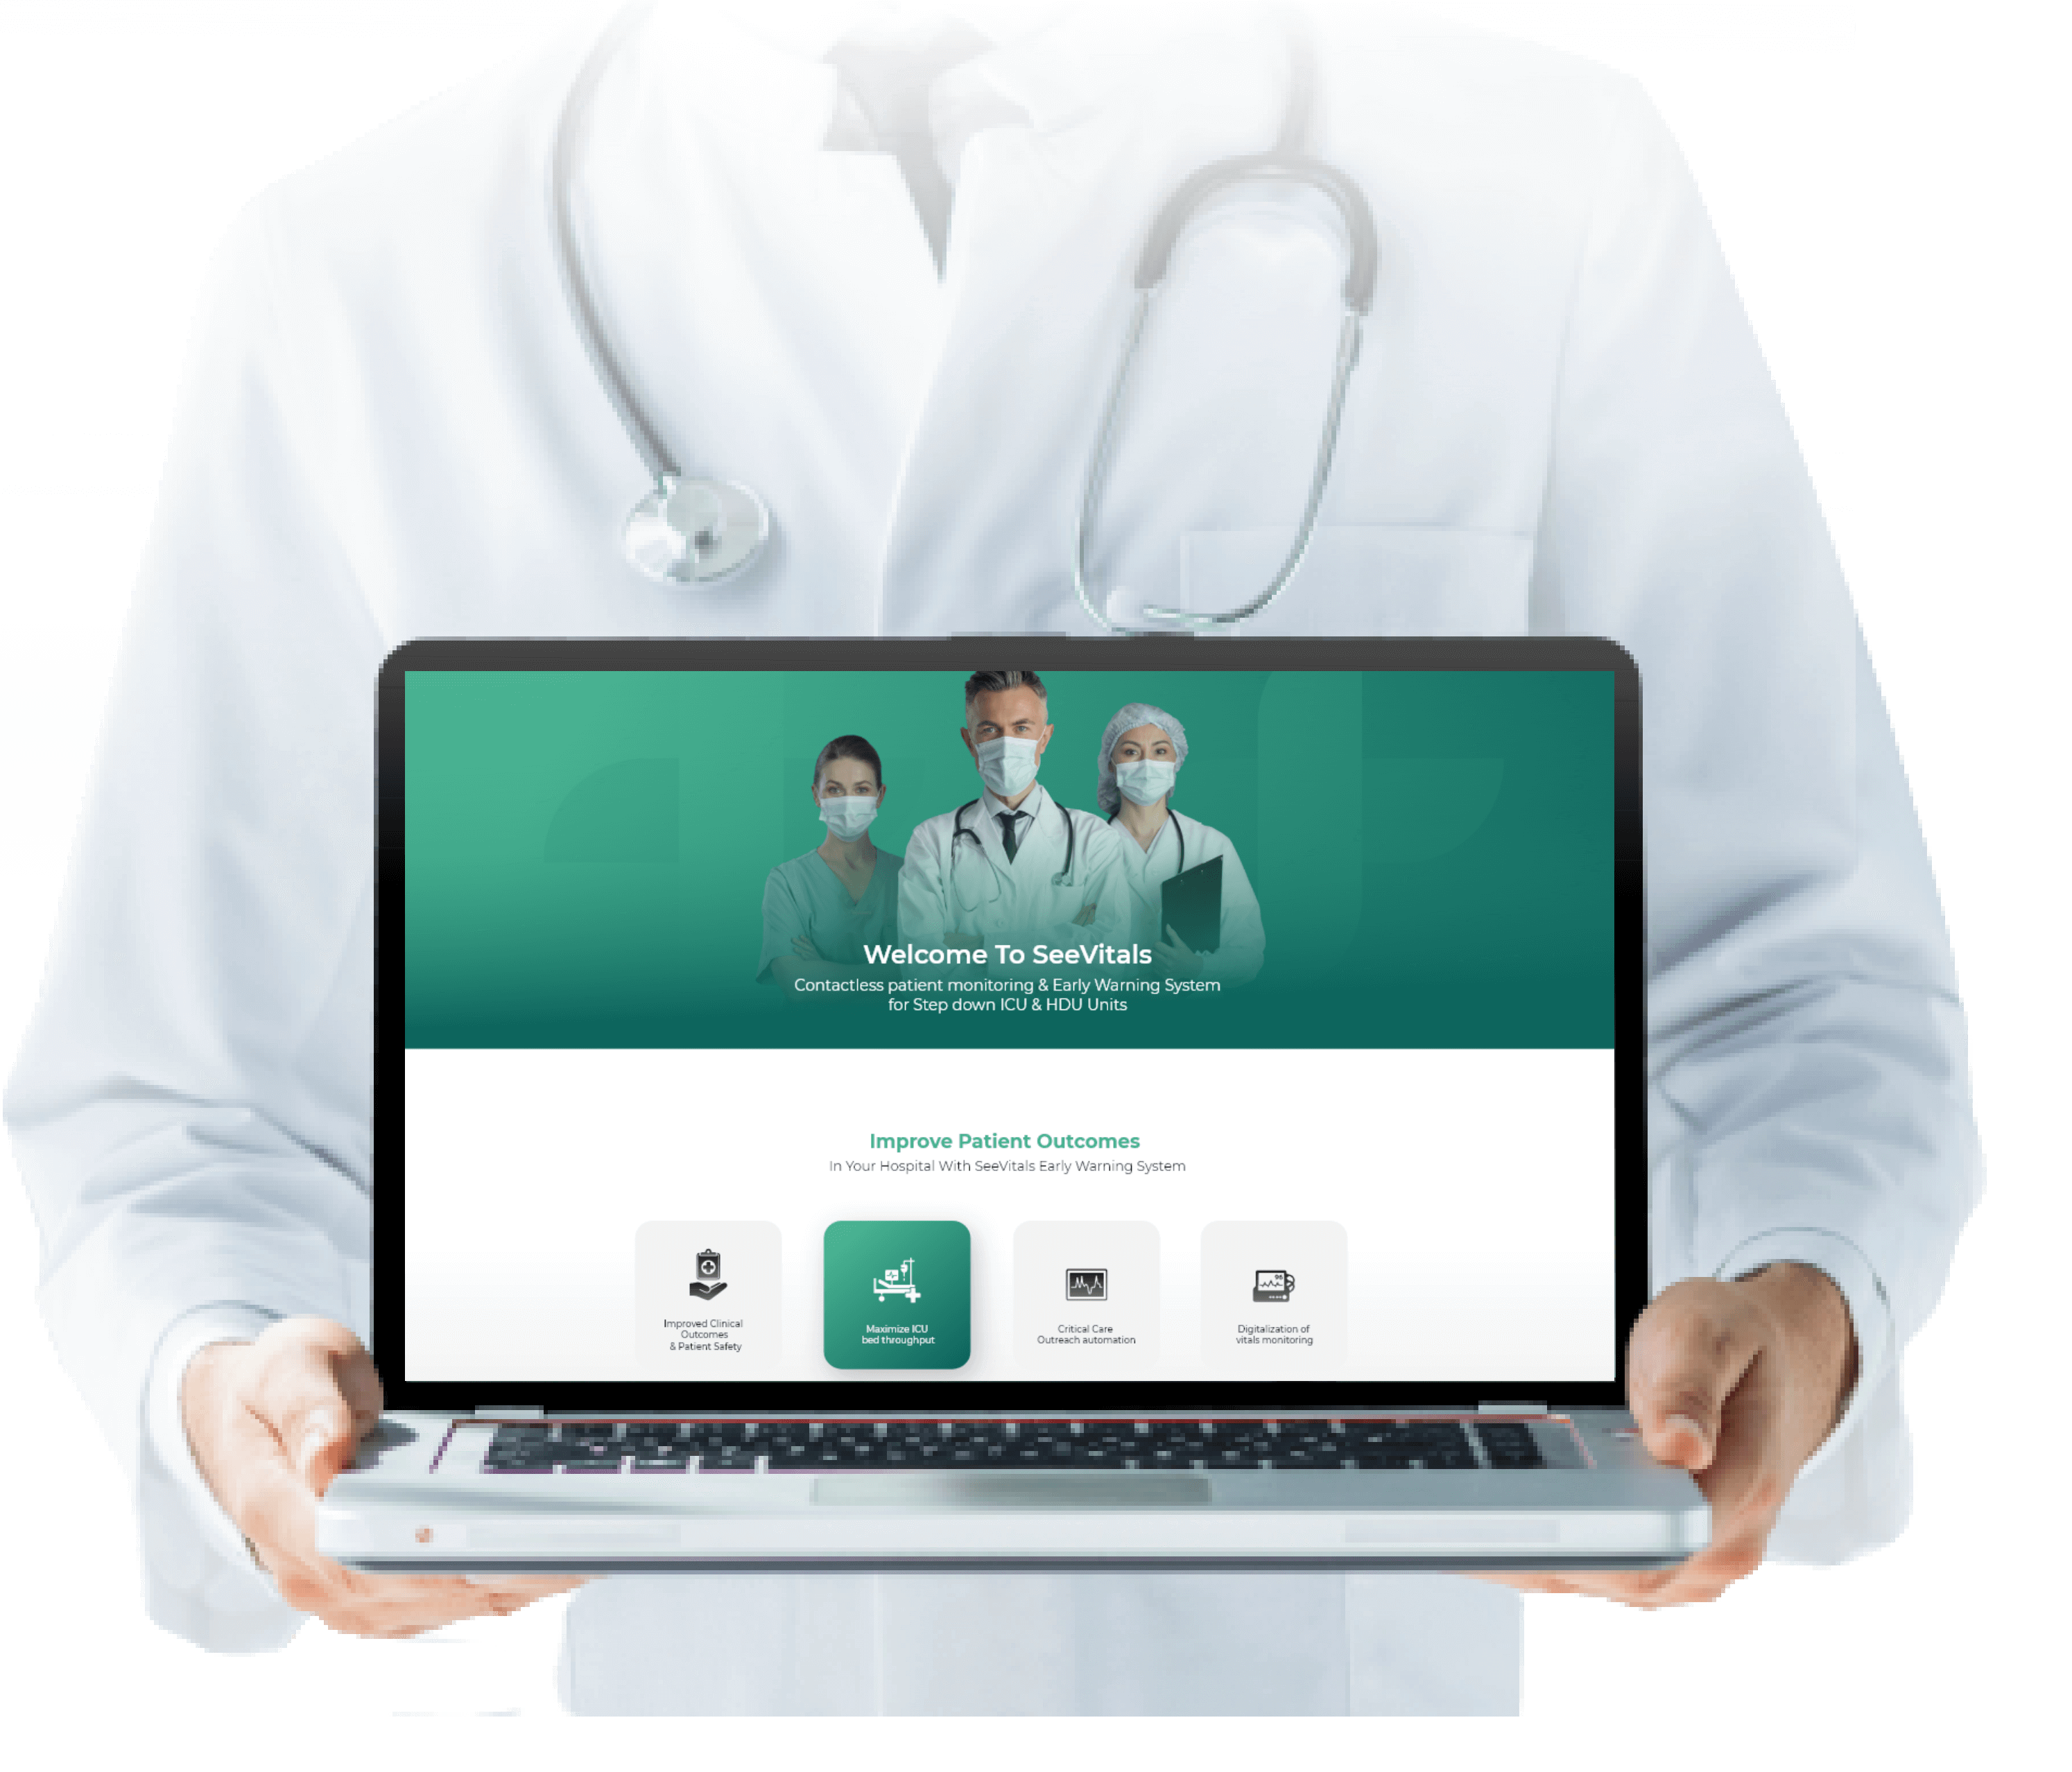 Welcome To SeeVitals
Contactless patient monitoring & Early Warning System
for Step down ICU & HDU Units
Improve Patient Outcomes
In Your Hospital With SeeVitals Early Warning System
Improved Clinical
Outcomes
& Patient Safety
Maximize ICU
bed throughput
Critical Care
Outreach automation
Digitalization of
vitals monitoring